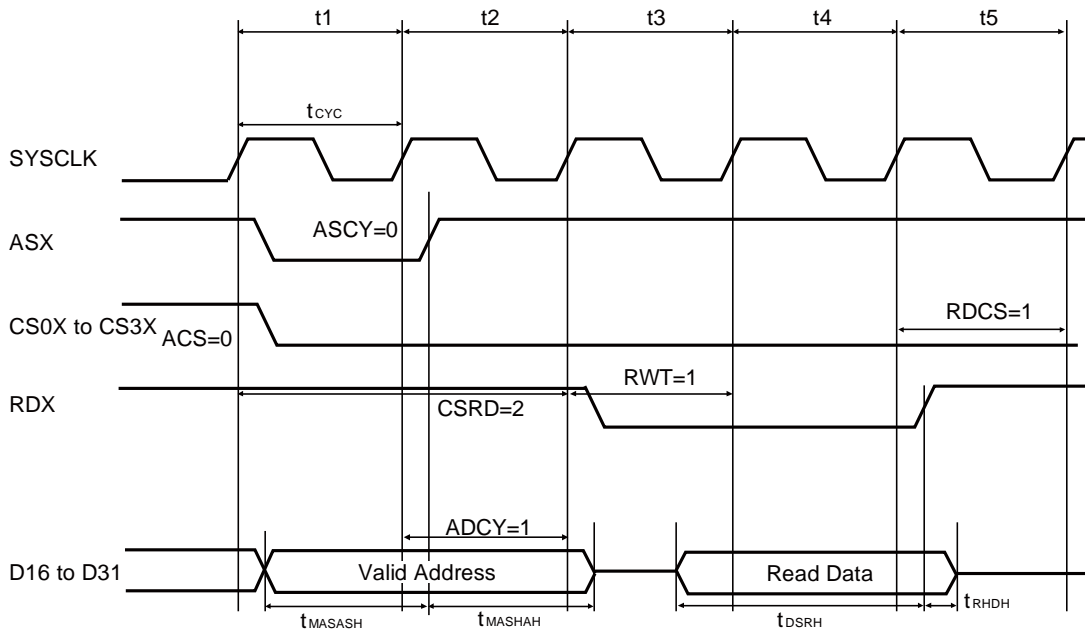 t1 t2 t3 t4 t5
tCYC
SYSCLK
ASX
ASCY=0
CS0X to CS3X
ACS=0
RDCS=1
RDX
RWT=1
CSRD=2
ADCY=1
D16 to D31
Valid Address
Read Data
tMASASH
tMASHAH
tDSRH
tRHDH